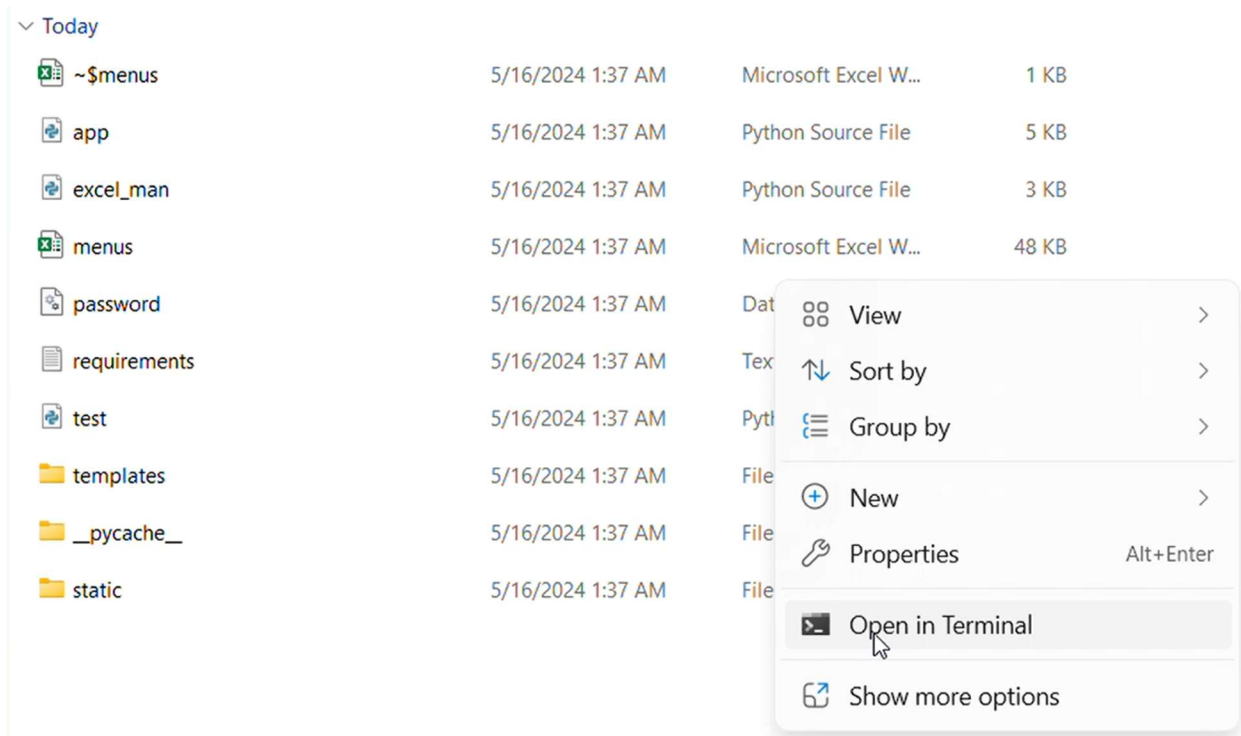 Today
~$menus 5/16/2024 1:37 AM Microsoft Excel W... 1 KB
app 5/16/2024 1:37 AM Python Source File 5 KB
excel_man 5/16/2024 1:37 AM Python Source File 3 KB
menus 5/16/2024 1:37 AM Microsoft Excel W... 48 KB
password 5/16/2024 1:37 AM Dat
requirements 5/16/2024 1:37 AM Tex
test 5/16/2024 1:37 AM Pyth
templates 5/16/2024 1:37 AM File
__pycache__ 5/16/2024 1:37 AM File
static 5/16/2024 1:37 AM File
View
Sort by
Group by
New
Properties Alt+Enter
Open in Terminal
Show more options